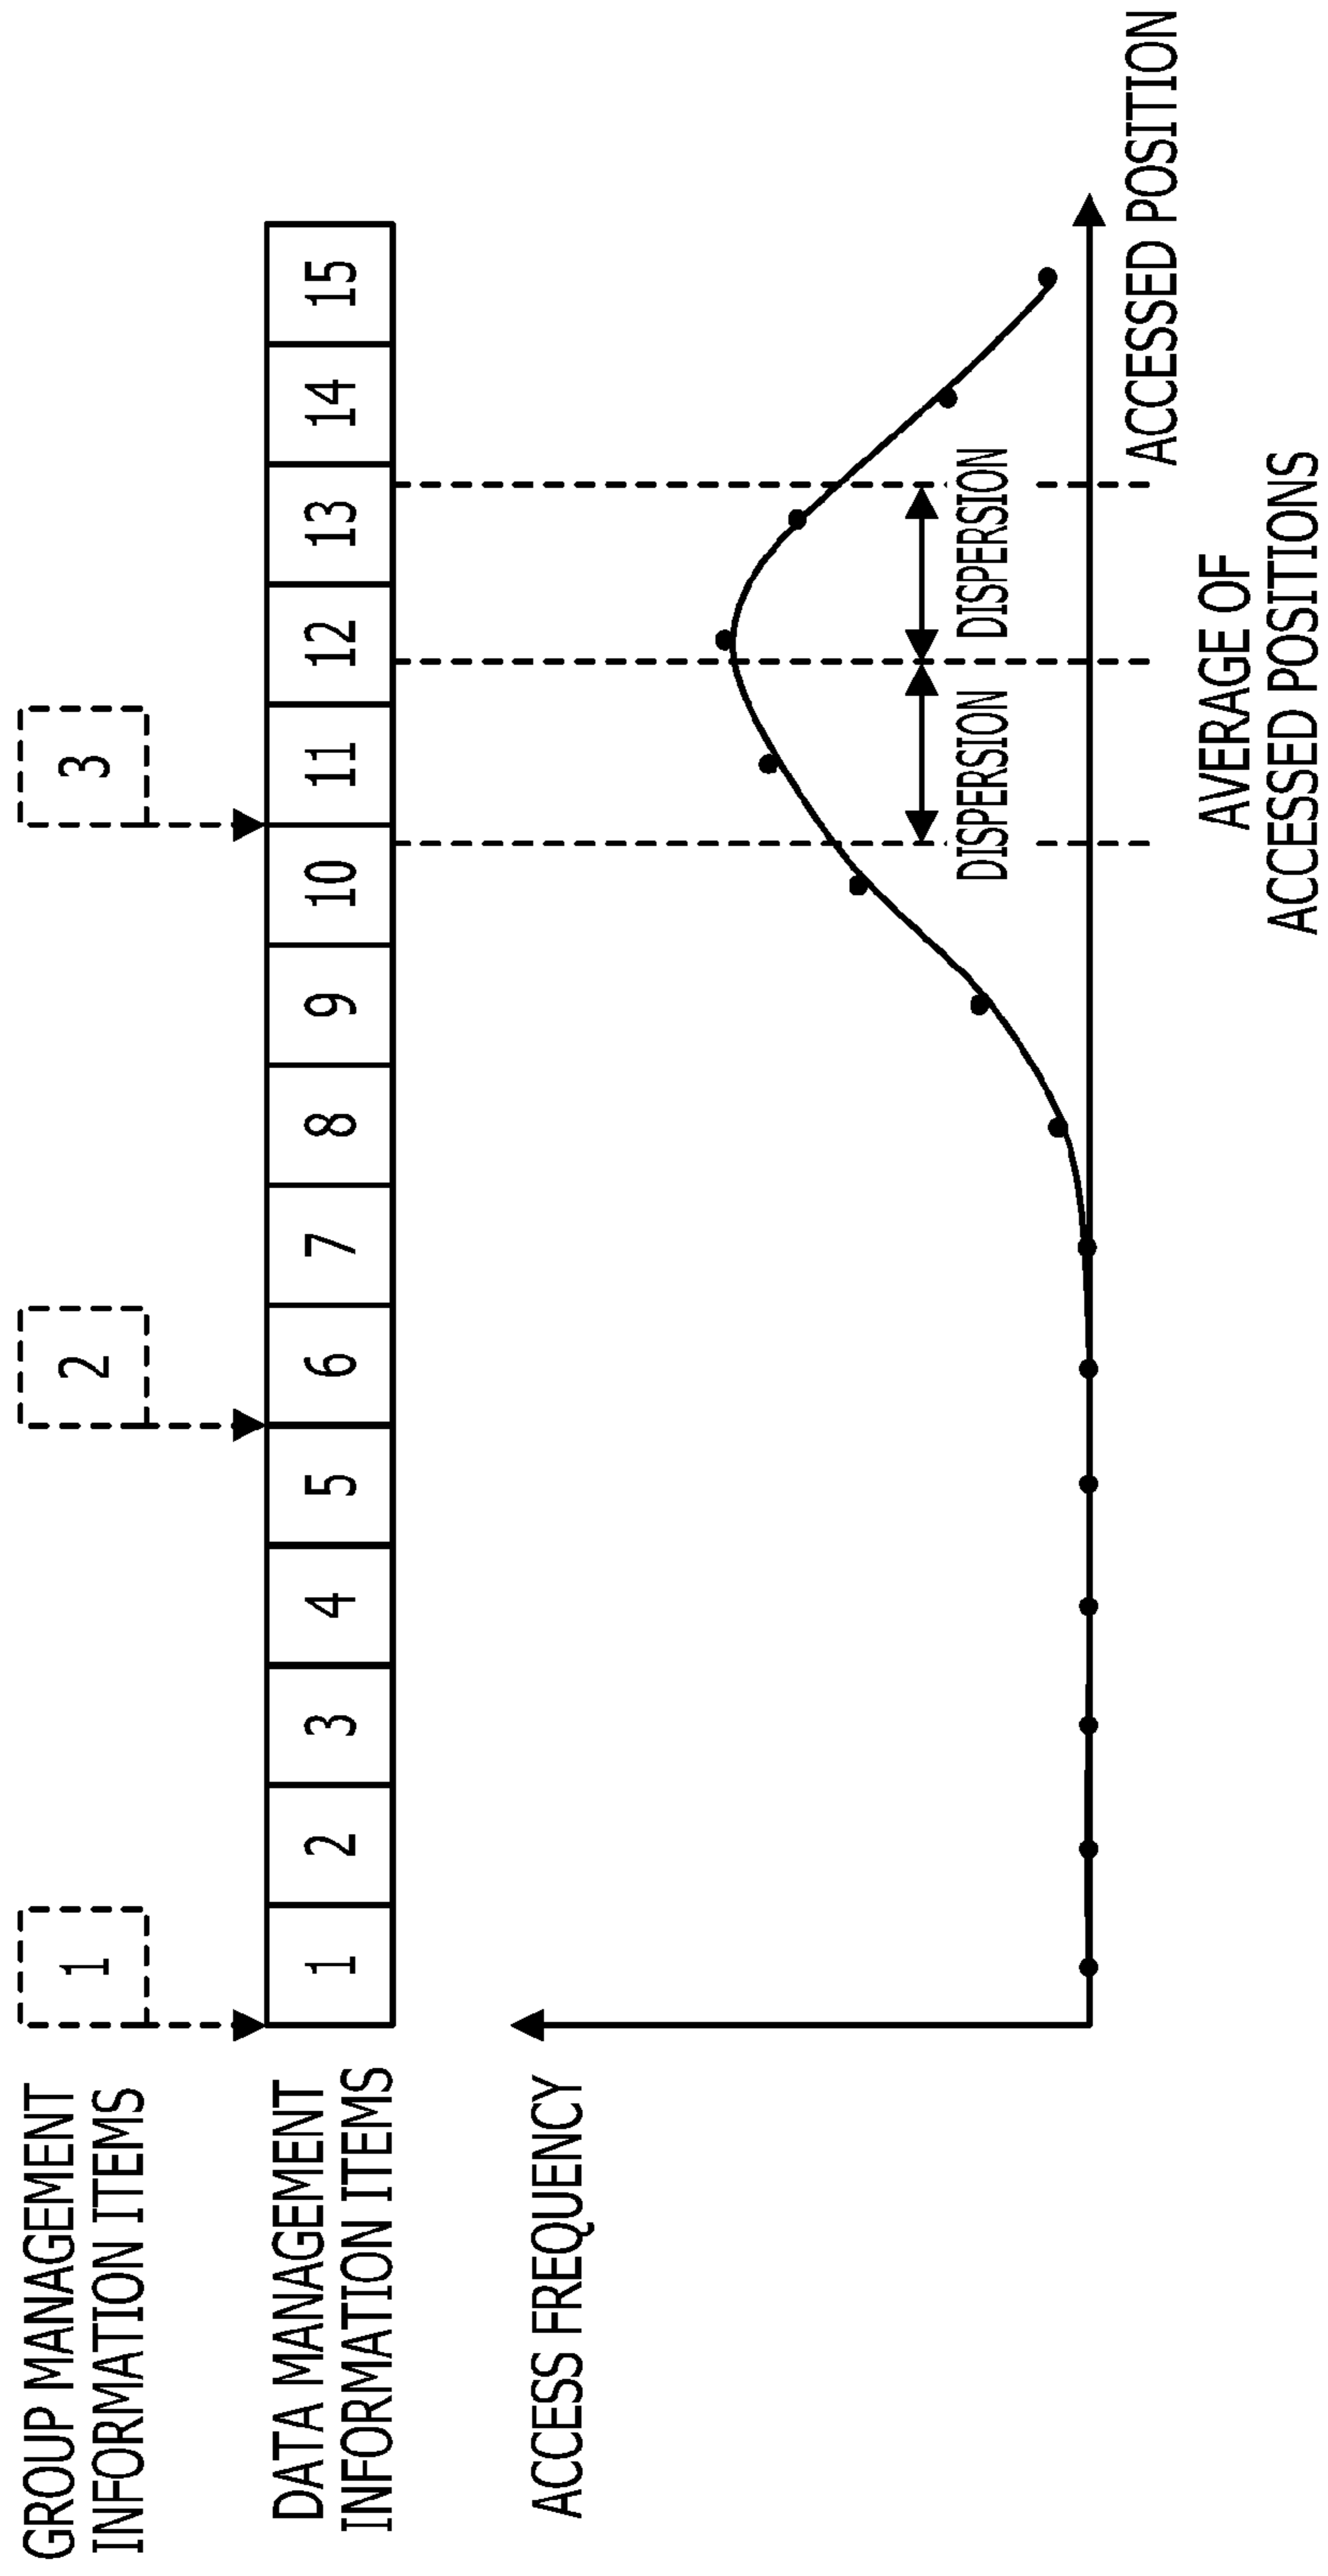 GROUP MANAGEMENT
INFORMATION ITEMS
1
2
3
DATA MANAGEMENT
INFORMATION ITEMS
1 2 3 4 5 6 7 8 9 10 11 12 13 14 15
ACCESS FREQUENCY
DISPERSION DISPERSION
ACCESSED POSITION
AVERAGE OF
ACCESSED POSITIONS